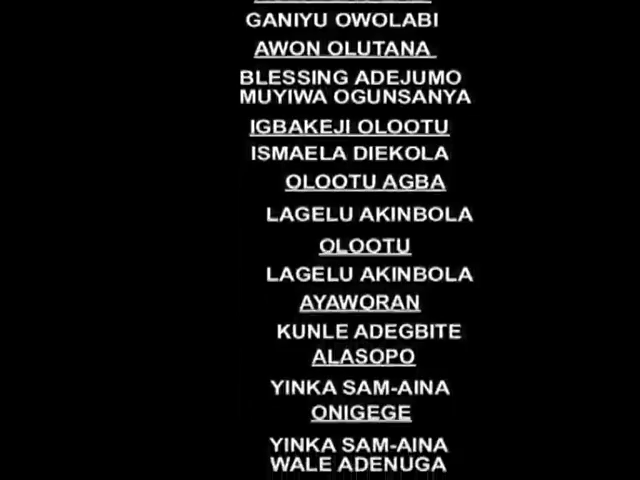 GANIYU OWOLABI
AWON OLUTANA
BLESSING ADEJUMO
MUYIWA OGUNSANYA
IGBAKEJI OLOOTU
ISMAELA DIEKOLA
OLOOTU AGBA
LAGELU AKINBOLA
OLOOTU
LAGELU AKINBOLA
AYAWORAN
KUNLE ADEGBITE
ALASOPO
YINKA SAM-AINA
ONIGEGE
YINKA SAM-AINA
WALE ADENUGA